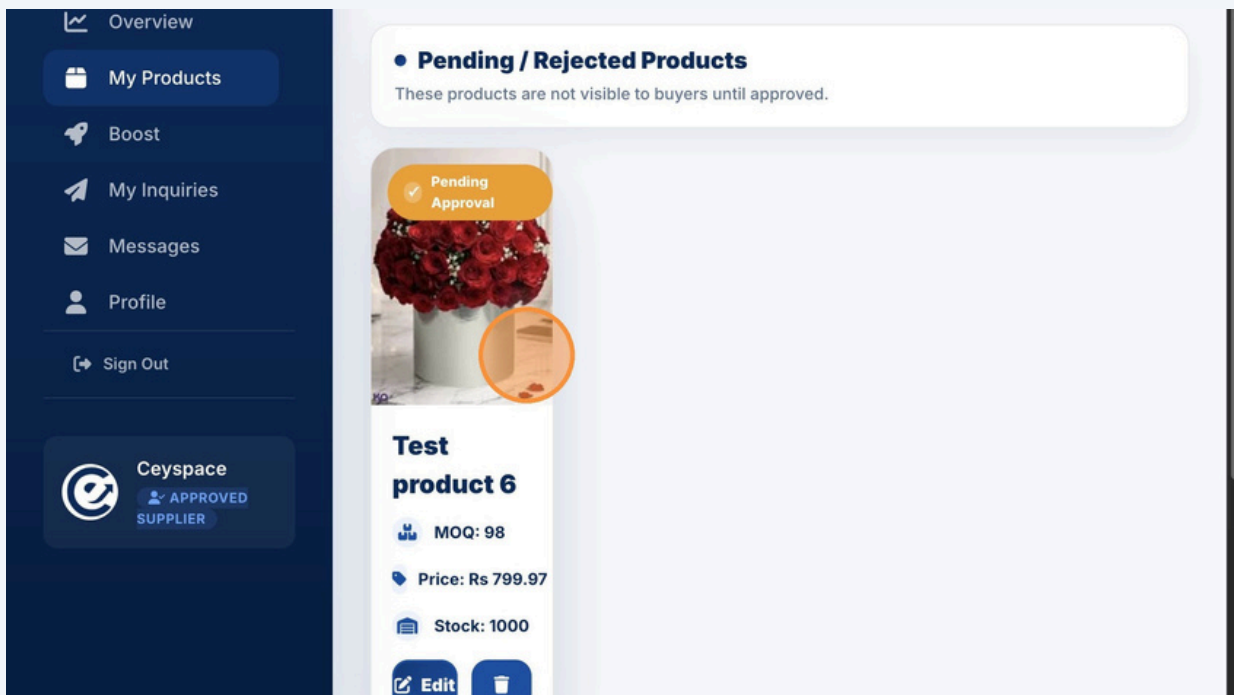 Overview
My Products
Boost
My Inquiries
Messages
Profile
Sign Out
Ceyspace
APPROVED
SUPPLIER
Pending / Rejected Products
These products are not visible to buyers until approved.
Pending
Approval
Test
product 6
MOQ: 98
Price: Rs 799.97
Stock: 1000
Edit